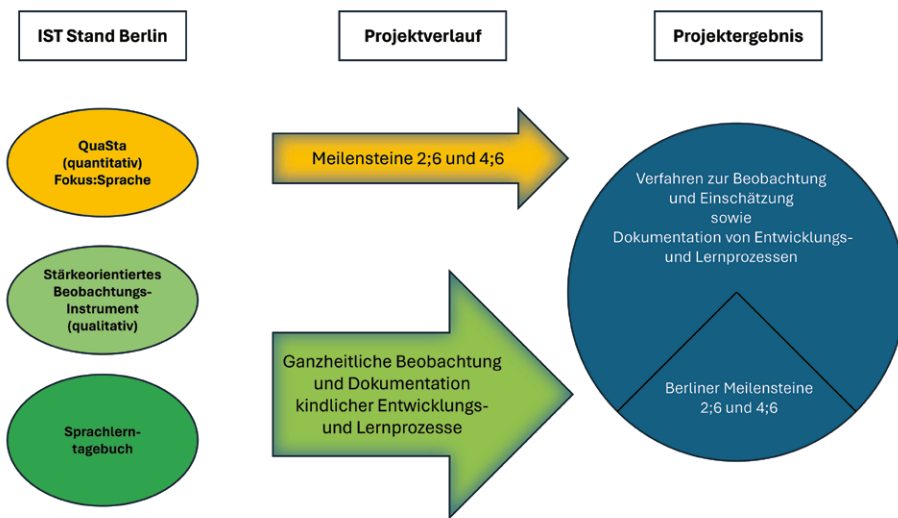 IST Stand Berlin
Projektverlauf
Projektergebnis
QuaSta
(quantitativ)
Fokus:Sprache
Meilensteine 2;6 und 4;6
Verfahren zur Beobachtung
und Einschätzung
sowie
Dokumentation von Entwicklungs-
und Lernprozessen
Stärkeorientiertes
Beobachtungs-
Instrument
(qualitativ)
Ganzheitliche Beobachtung
und Dokumentation
kindlicher Entwicklungs-
und Lernprozesse
Berliner Meilensteine
2;6 und 4;6
Sprachlern-
tagebuch